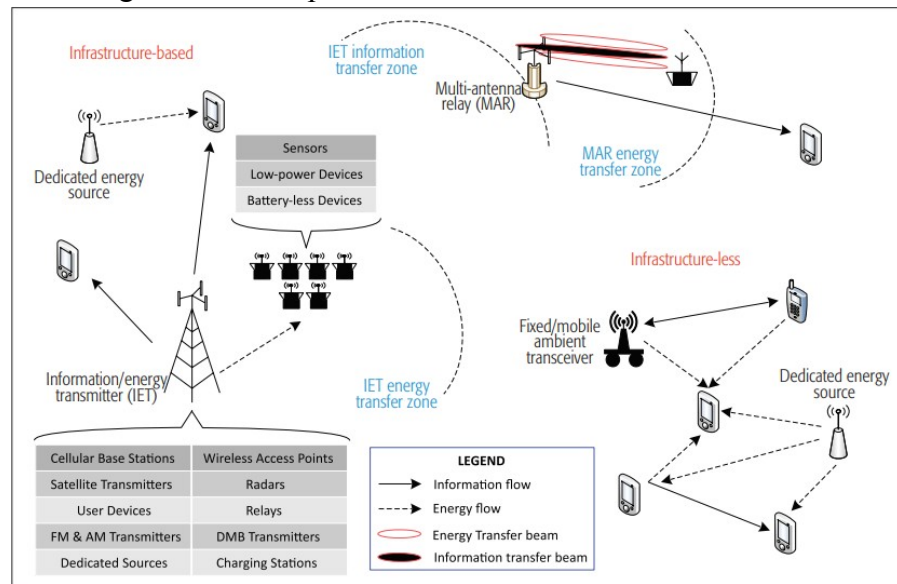 Infrastructure-based
IET information
transfer zone
Multi-antenna
relay (MAR)
MAR energy
transfer zone
Dedicated energy
source
Sensors
Low-power Devices
Battery-less Devices
Information/energy
transmitter (IET)
IET energy
transfer zone
Infrastructure-less
Fixed/mobile
ambient
transceiver
Dedicated energy
source
Cellular Base Stations
Wireless Access Points
Satellite Transmitters
Radars
User Devices
Relays
FM & AM Transmitters
DMB Transmitters
Dedicated Sources
Charging Stations
LEGEND
Information flow
Energy flow
Energy Transfer beam
Information transfer beam